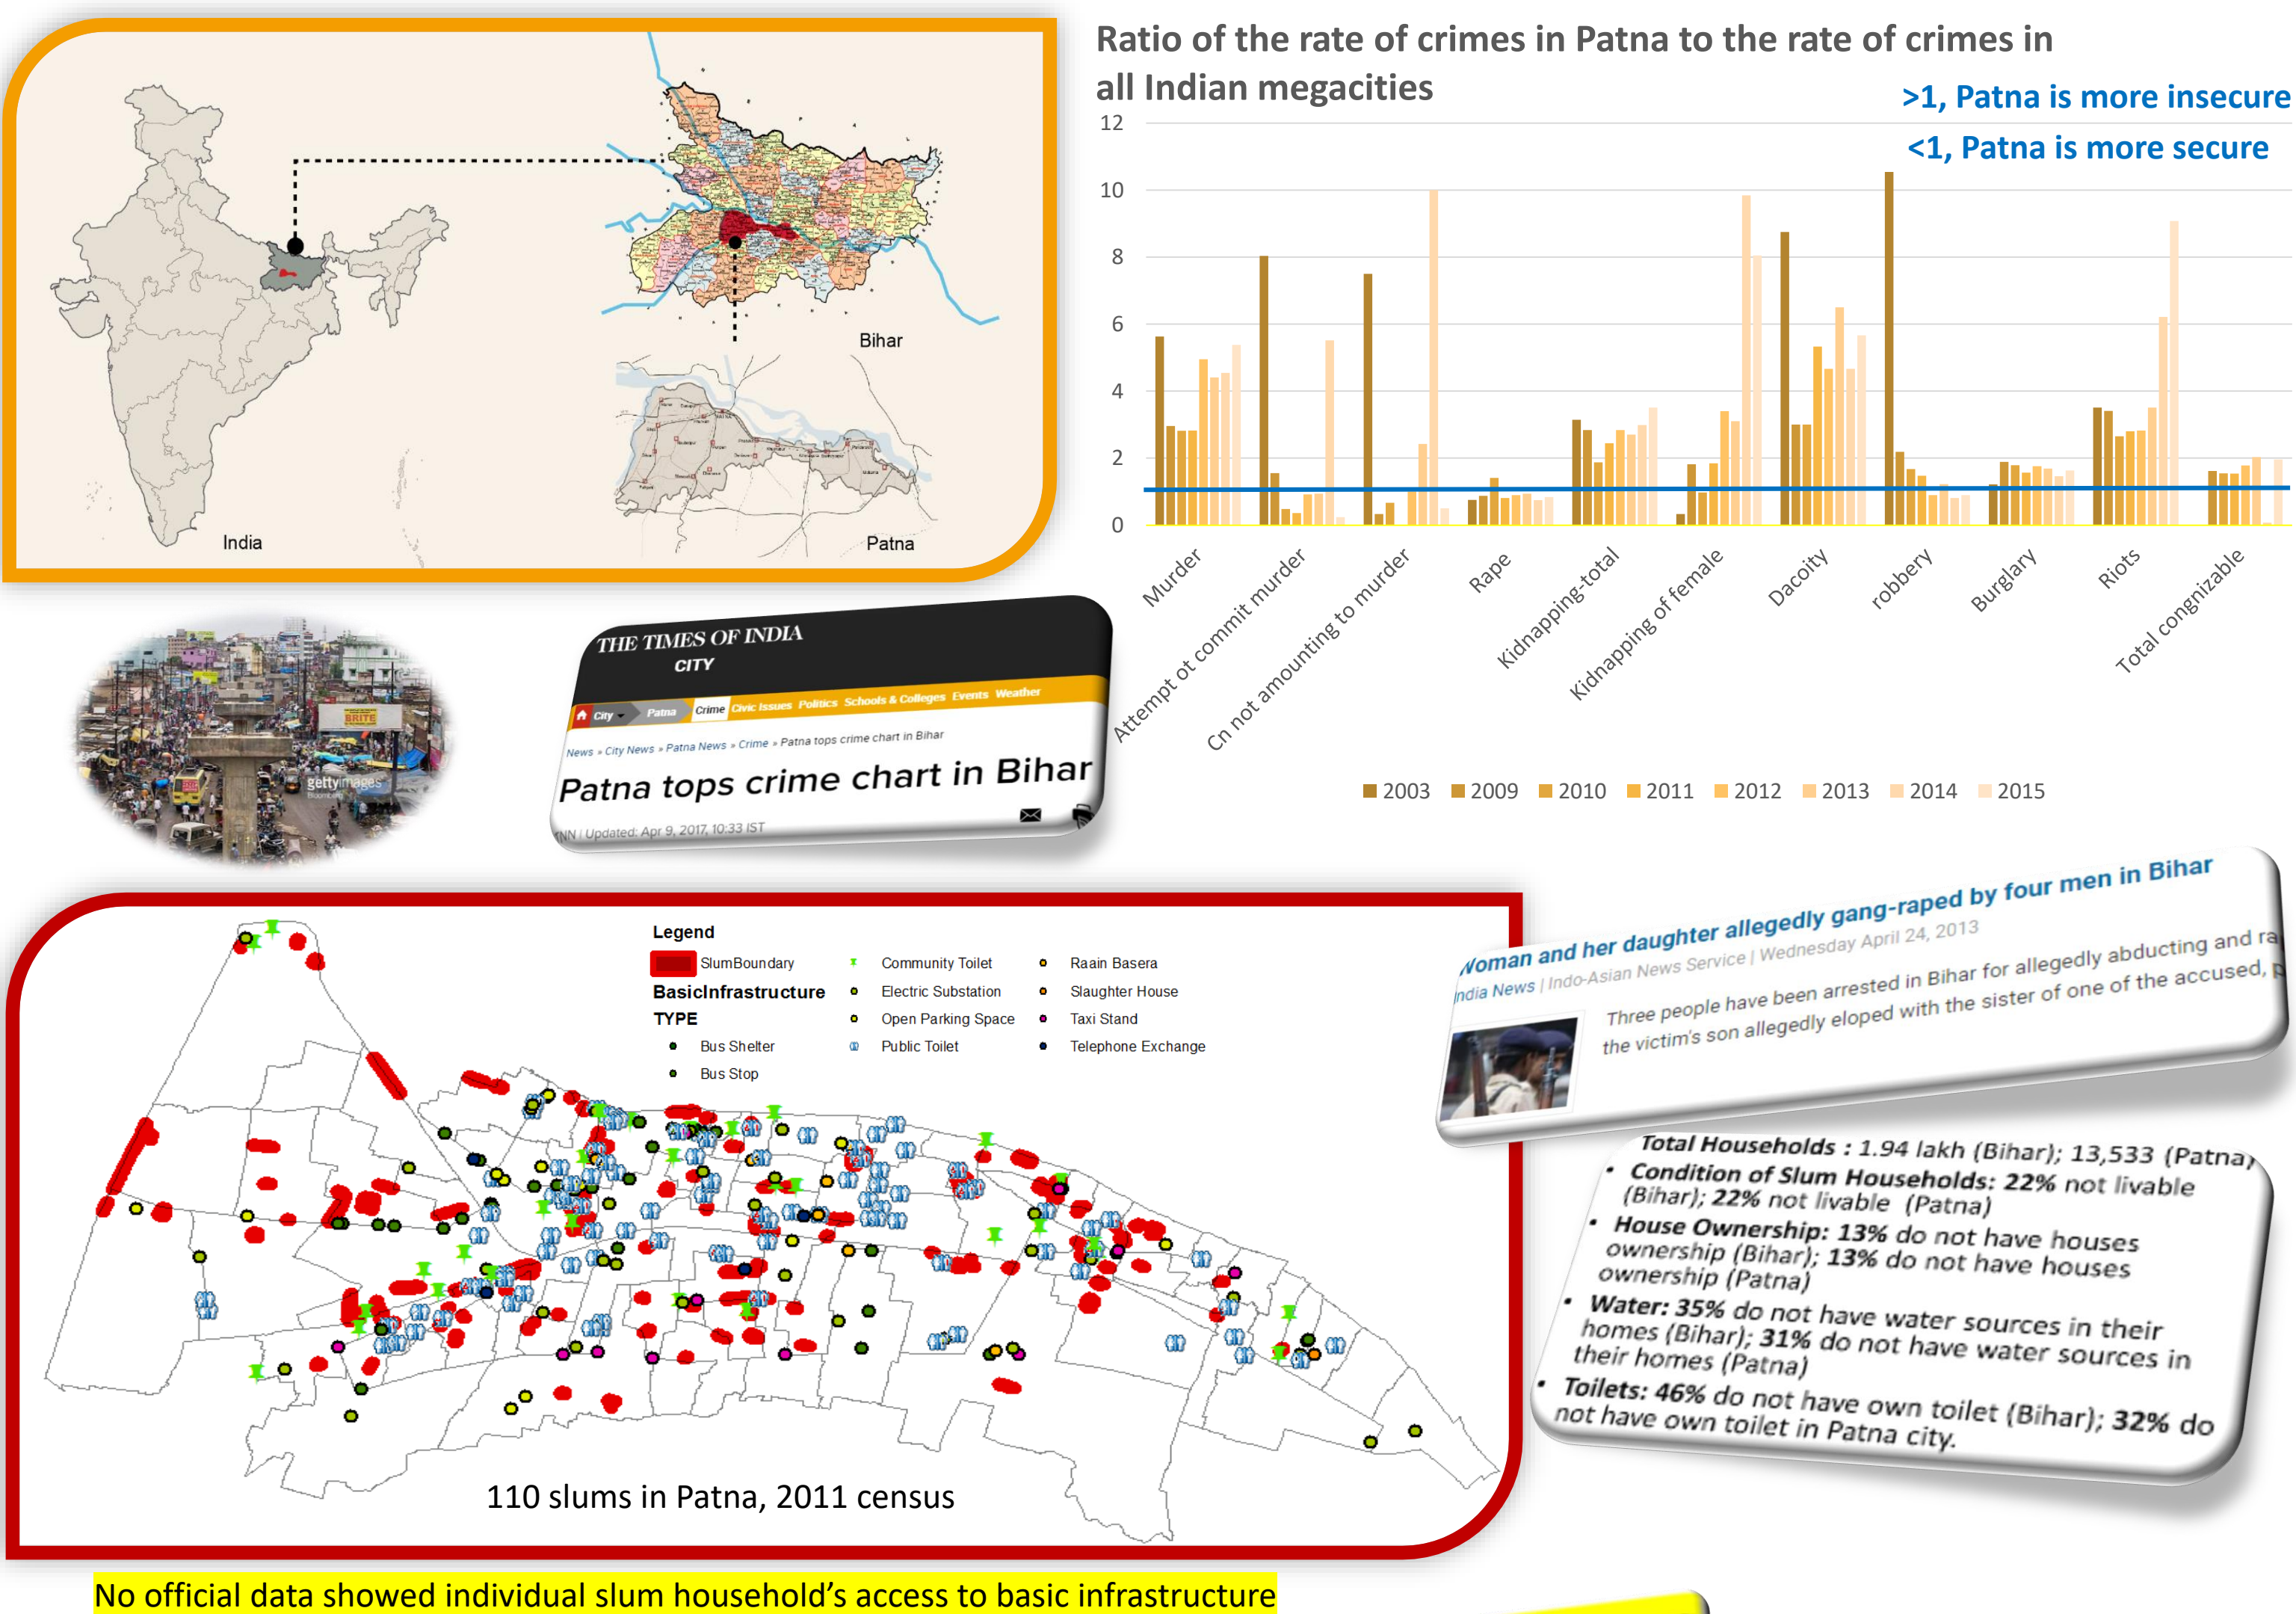 Ratio of the rate of crimes in Patna to the rate of crimes in
all Indian megacities
>1, Patna is more insecure
<1, Patna is more secure
12
10
8
6
4
2
0
Murder
Attempt ot commit murder
Cn not amounting to murder
Rape
Kidnapping-total
Kidnapping of female
Dacoity
robbery
Burglary
Riots
Total congnizable
2003 2009 2010 2011 2012 2013 2014 2015
India
Bihar
Patna
BRITE
gettyimages
Bloomberg
THE TIMES OF INDIA
CITY
City Patna Crime Civic Issues Politics Schools & Colleges Events Weather
News » City News » Patna News » Crime » Patna tops crime chart in Bihar
Patna tops crime chart in Bihar
NN | Updated: Apr 9, 2017, 10:33 IST
Legend
SlumBoundary
BasicInfrastructure
TYPE
Bus Shelter
Bus Stop
Community Toilet
Electric Substation
Open Parking Space
Public Toilet
Raain Basera
Slaughter House
Taxi Stand
Telephone Exchange
110 slums in Patna, 2011 census
Woman and her daughter allegedly gang-raped by four men in Bihar
India News | Indo-Asian News Service | Wednesday April 24, 2013
Three people have been arrested in Bihar for allegedly abducting and ra
the victim's son allegedly eloped with the sister of one of the accused, p
Total Households : 1.94 lakh (Bihar); 13,533 (Patna)
• Condition of Slum Households: 22% not livable
(Bihar); 22% not livable (Patna)
• House Ownership: 13% do not have houses
ownership (Bihar); 13% do not have houses
ownership (Patna)
• Water: 35% do not have water sources in their
homes (Bihar); 31% do not have water sources in
their homes (Patna)
• Toilets: 46% do not have own toilet (Bihar); 32% do
not have own toilet in Patna city.
No official data showed individual slum household's access to basic infrastructure